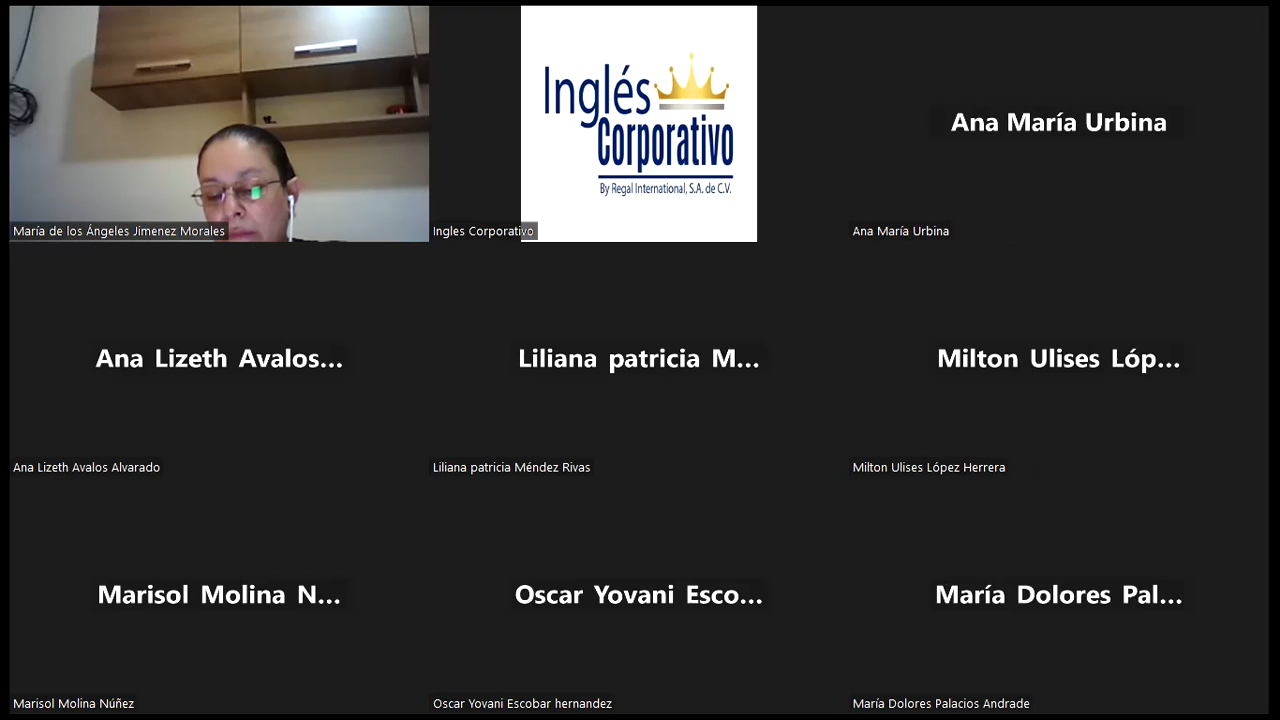 Inglés
Corporativo
By Regal International, S.A. de C.V.
Ana María Urbina
María de los Ángeles Jimenez Morales
Ingles Corporativo
Ana María Urbina
Ana Lizeth Avalos...
Liliana patricia M...
Milton Ulises Lóp...
Ana Lizeth Avalos Alvarado
Liliana patricia Méndez Rivas
Milton Ulises López Herrera
Marisol Molina N...
Oscar Yovani Esco...
María Dolores Pal...
Marisol Molina Núñez
Oscar Yovani Escobar hernandez
María Dolores Palacios Andrade